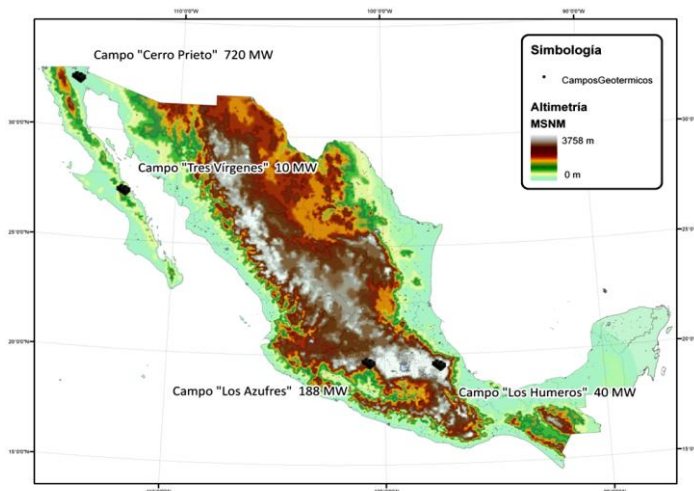 110°0'0"W
100°0'0"W
90°0'0"W
Campo "Cerro Prieto" 720 MW
Simbología
CamposGeotermicos
Altimetría
MSNM
3758 m
0 m
30°0'0"N
Campo "Tres Vírgenes" 10 MW
25°0'0"N
20°0'0"N
Campo "Los Azufres" 188 MW
Campo "Los Humeros" 40 MW
15°0'0"N